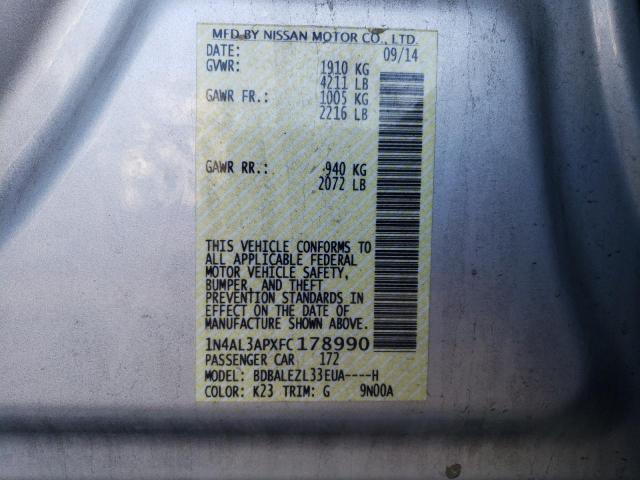 MFD BY NISSAN MOTOR CO., LTD.
DATE: 09/14
GVWR: 1910 KG
4211 LB
GAWR FR.: 1005 KG
2216 LB
GAWR RR.: 940 KG
2072 LB
THIS VEHICLE CONFORMS TO
ALL APPLICABLE FEDERAL
MOTOR VEHICLE SAFETY,
BUMPER, AND THEFT
PREVENTION STANDARDS IN
EFFECT ON THE DATE OF
MANUFACTURE SHOWN ABOVE.
1N4AL3APXFC178990
PASSENGER CAR 172
MODEL: BDBALEZL33EUA----H
COLOR: K23 TRIM: G 9N00A